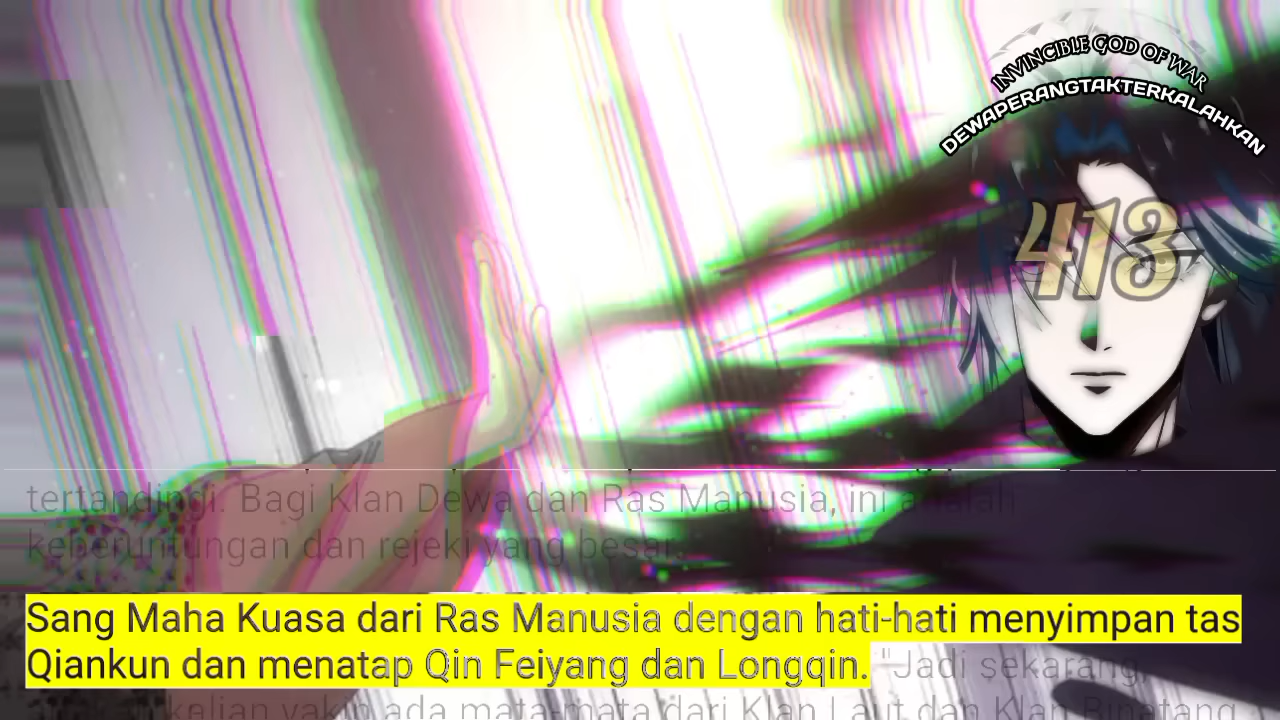 INVINCIBLE GOD OF WAR
DEWAPERANGTAKTERKALAHKAN
413
tertandingi. Bagi Klan Dewa dan Ras Manusia, ini adalah
keberuntungan dan rejeki yang besar.
Sang Maha Kuasa dari Ras Manusia dengan hati-hati menyimpan tas
Qiankun dan menatap Qin Feiyang dan Longqin. "Jadi sekarang,
kalian yakin ada mata-mata dari Klan Laut dan Klan Binatang